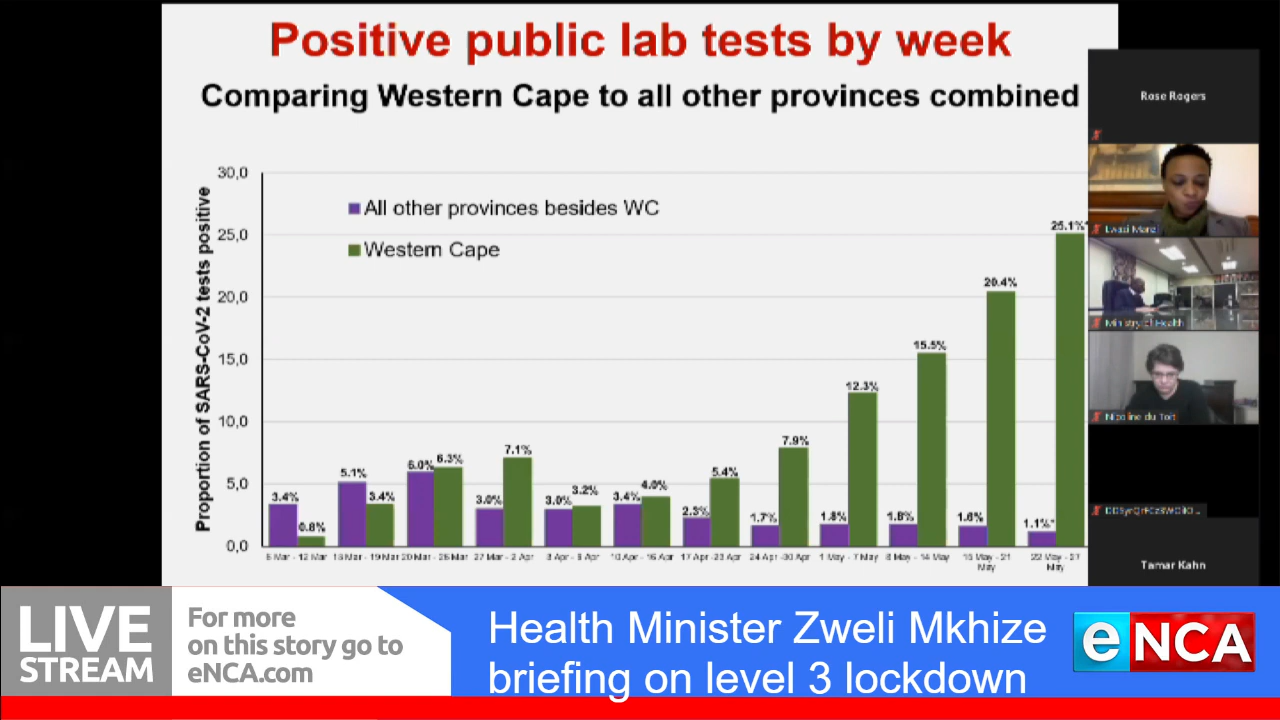 Positive public lab tests by week
Comparing Western Cape to all other provinces combined
Proportion of SARS-CoV-2 tests positive
30,0
25,0
20,0
15,0
10,0
5,0
0,0
All other provinces besides WC
Western Cape
3.4%
0.8%
5.1%
3.4%
6.0%
6.3%
3.0%
7.1%
3.0%
3.2%
3.4%
4.0%
2.3%
5.4%
1.7%
7.9%
1.8%
12.3%
1.8%
15.5%
1.6%
20.4%
1.1%*
25.1%*
6 Mar - 12 Mar
13 Mar - 19 Mar
20 Mar - 26 Mar
27 Mar - 2 Apr
3 Apr - 9 Apr
10 Apr - 16 Apr
17 Apr -23 Apr
24 Apr -30 Apr
1 May - 7 May
8 May - 14 May
15 May - 21
May
22 May - 27
May
Rose Rogers
Lwazi Manzi
Ministry of Health
Nicoline du Toit
Tamar Kahn
LIVE
STREAM
For more
on this story go to
eNCA.com
Health Minister Zweli Mkhize
briefing on level 3 lockdown
eNCA